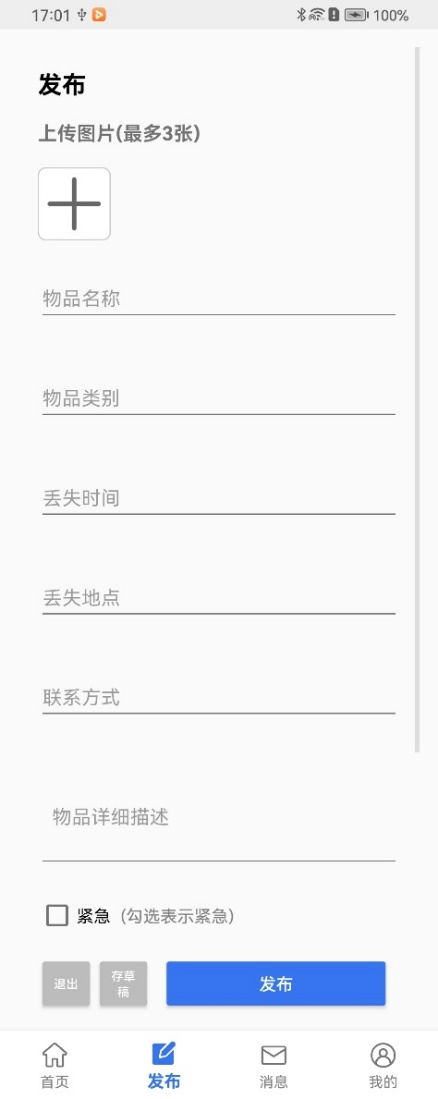 17:01
100%
发布
上传图片(最多3张)
物品名称
物品类别
丢失时间
丢失地点
联系方式
物品详细描述
紧急（勾选表示紧急）
退出
存草
稿
发布
首页
发布
消息
我的